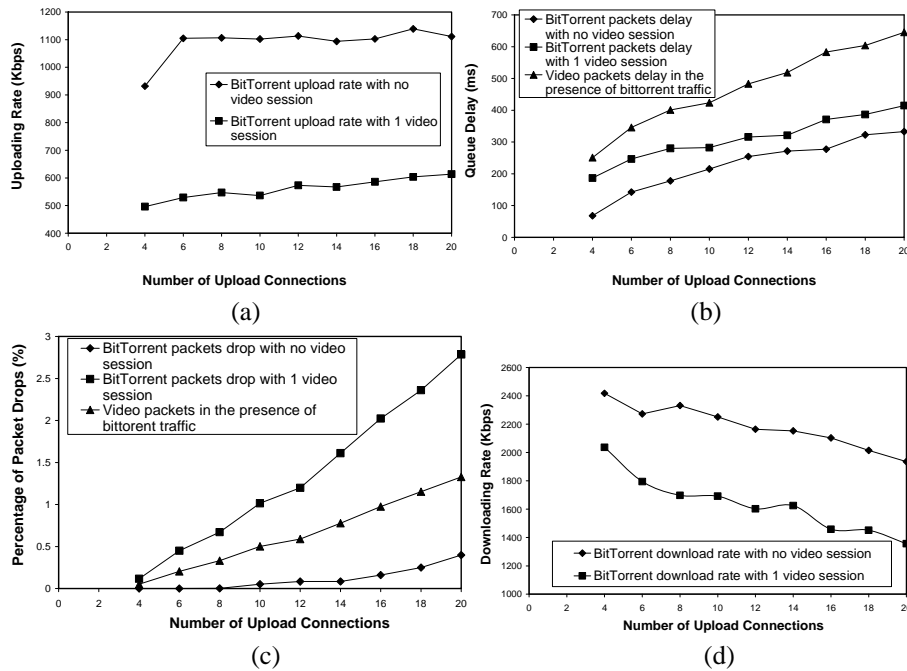 1200
1100
1000
900
800
700
600
500
400
Uploading Rate (Kbps)
BitTorrent upload rate with no
video session
BitTorrent upload rate with 1 video
session
0 2 4 6 8 10 12 14 16 18 20
Number of Upload Connections
(a)
700
600
500
400
300
200
100
0
Queue Delay (ms)
BitTorrent packets delay
with no video session
BitTorrent packets delay
with 1 video session
Video packets delay in the
presence of bittorrent traffic
0 2 4 6 8 10 12 14 16 18 20
Number of Upload Connections
(b)
3
2.5
2
1.5
1
0.5
0
Percentage of Packet Drops (%)
BitTorrent packets drop with no video
session
BitTorrent packets drop with 1 video
session
Video packets in the presence of
bittorent traffic
0 2 4 6 8 10 12 14 16 18 20
Number of Upload Connections
(c)
2600
2400
2200
2000
1800
1600
1400
1200
1000
Downloading Rate (Kbps)
BitTorrent download rate with no video session
BitTorrent download rate with 1 video session
0 2 4 6 8 10 12 14 16 18 20
Number of Upload Connections
(d)